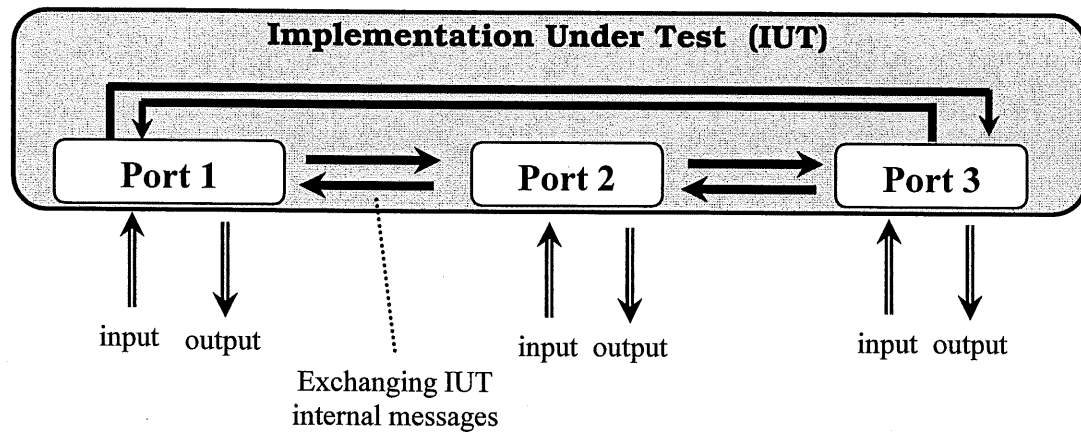 Implementation Under Test (IUT)
Port 1
Port 2
Port 3
input output
input output
input output
Exchanging IUT
internal messages